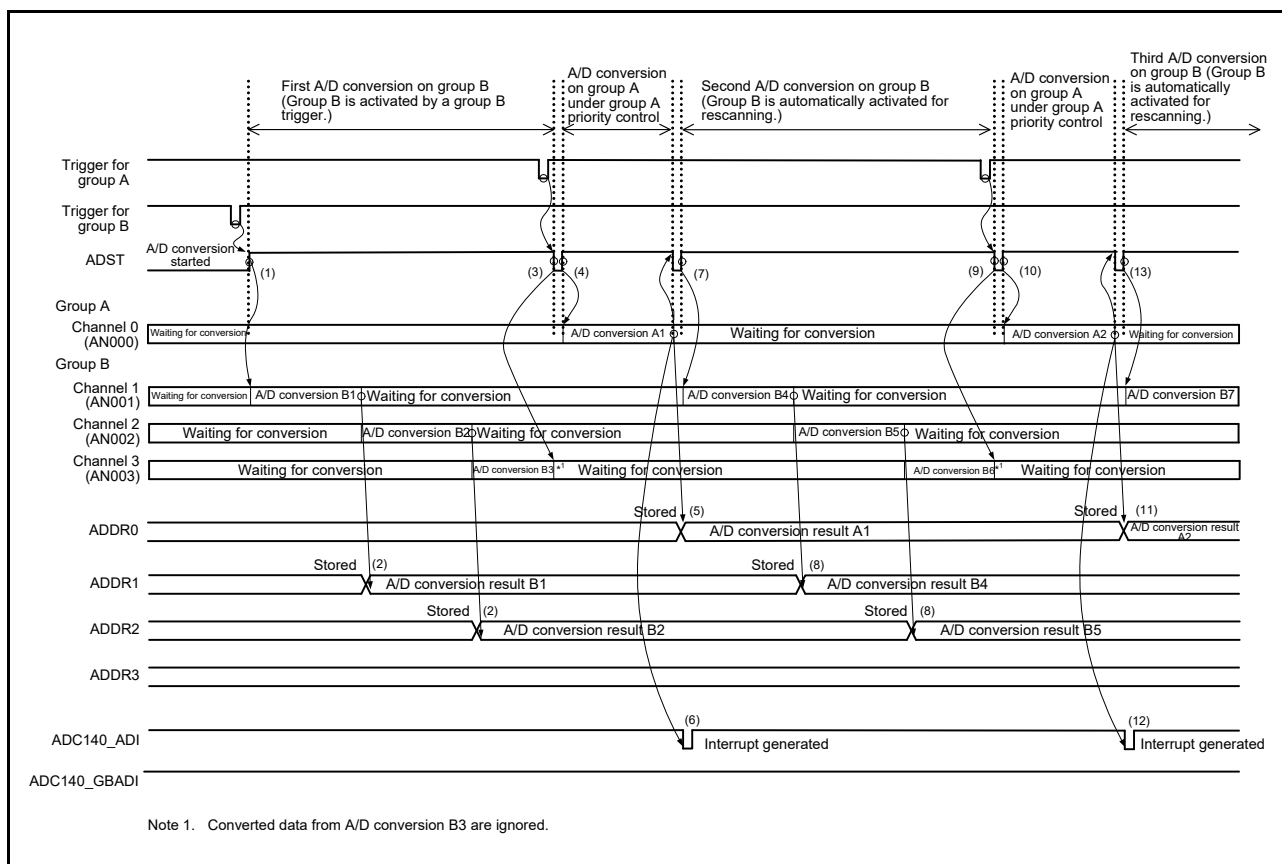 First A/D conversion on group B
(Group B is activated by a group B
trigger.)
A/D conversion
on group A
under group A
priority control
Second A/D conversion on group B
(Group B is automatically activated for
rescanning.)
A/D conversion
on group A
under group A
priority control
Third A/D conversion
on group B (Group B
is automatically
activated for
rescanning.)
Trigger for
group A
Trigger for
group B
ADST
A/D conversion
started
(1)
(3)
(4)
(7)
(9)
(10)
(13)
Group A
Channel 0
(AN000)
Waiting for conversion
A/D conversion A1
Waiting for conversion
A/D conversion A2
Waiting for conversion
Group B
Channel 1
(AN001)
Waiting for conversion
A/D conversion B1
Waiting for conversion
A/D conversion B4
Waiting for conversion
A/D conversion B7
Channel 2
(AN002)
Waiting for conversion
A/D conversion B2
Waiting for conversion
A/D conversion B5
Waiting for conversion
Channel 3
(AN003)
Waiting for conversion
A/D conversion B3 *1
Waiting for conversion
A/D conversion B6*1
Waiting for conversion
ADDR0
Stored
(5)
A/D conversion result A1
Stored
(11)
A/D conversion result
A2
ADDR1
Stored
(2)
A/D conversion result B1
Stored
(8)
A/D conversion result B4
ADDR2
Stored
(2)
A/D conversion result B2
Stored
(8)
A/D conversion result B5
ADDR3
ADC140_ADI
(6)
Interrupt generated
(12)
Interrupt generated
ADC140_GBADI
Note 1. Converted data from A/D conversion B3 are ignored.